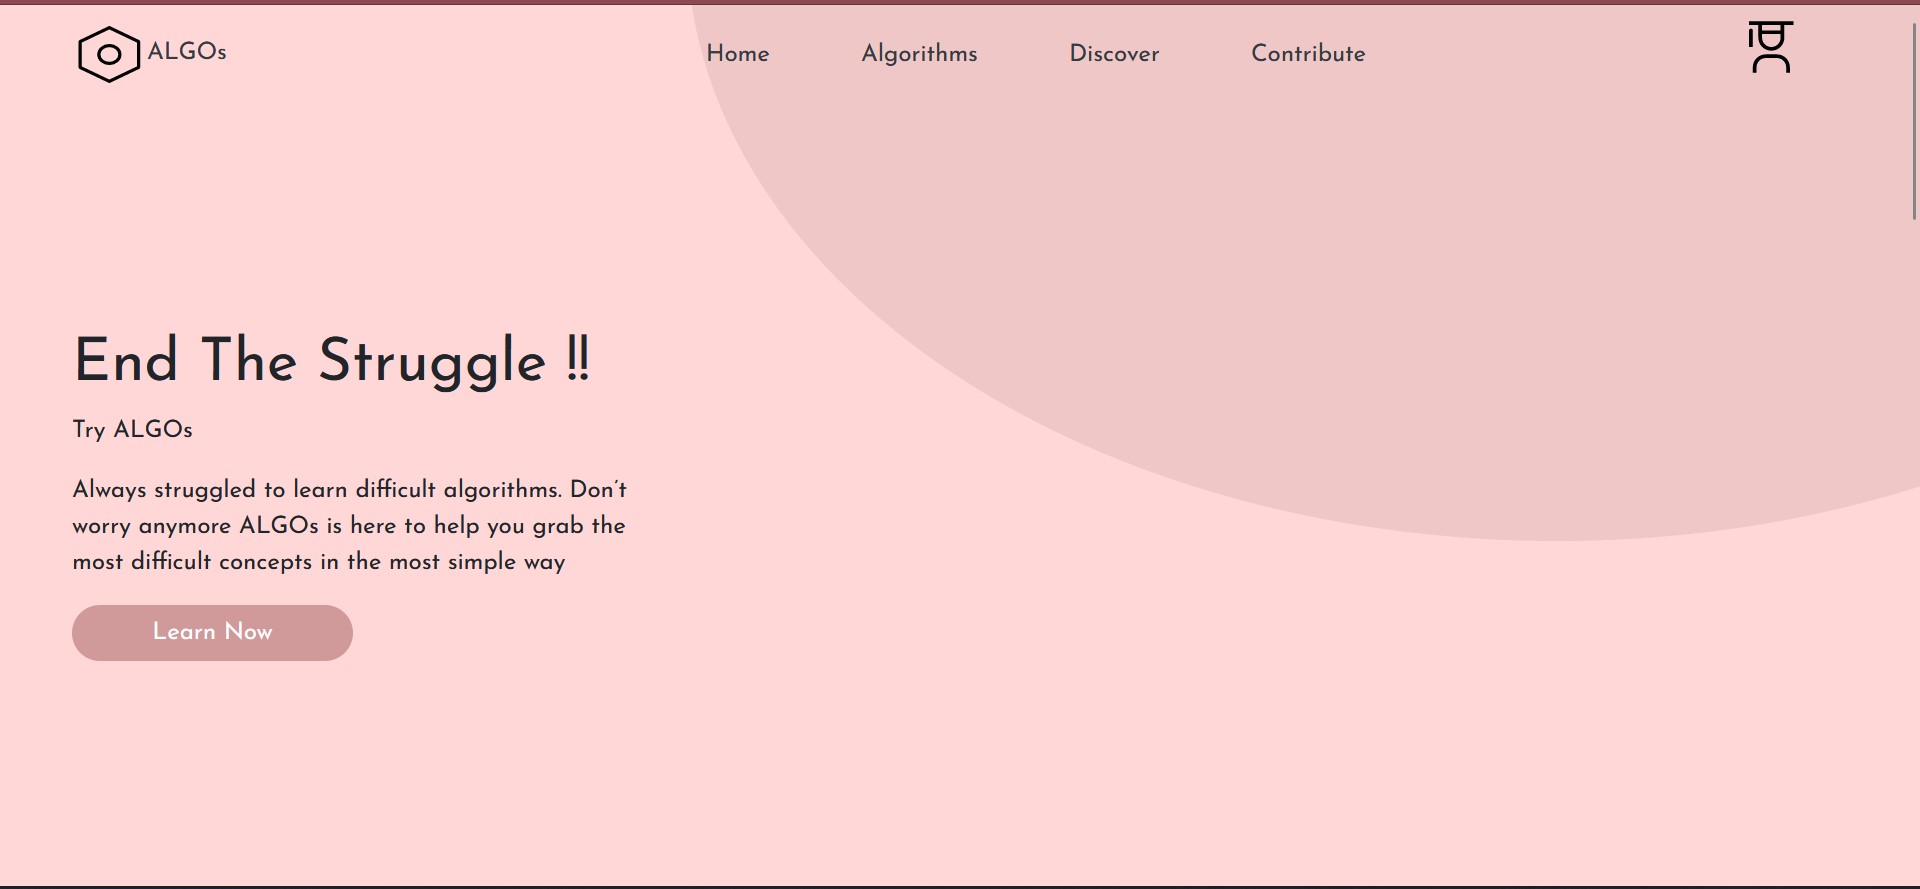 ALGOs
Home
Algorithms
Discover
Contribute
End The Struggle !!
Try ALGOs
Always struggled to learn difficult algorithms. Don't
worry anymore ALGOs is here to help you grab the
most difficult concepts in the most simple way
Learn Now